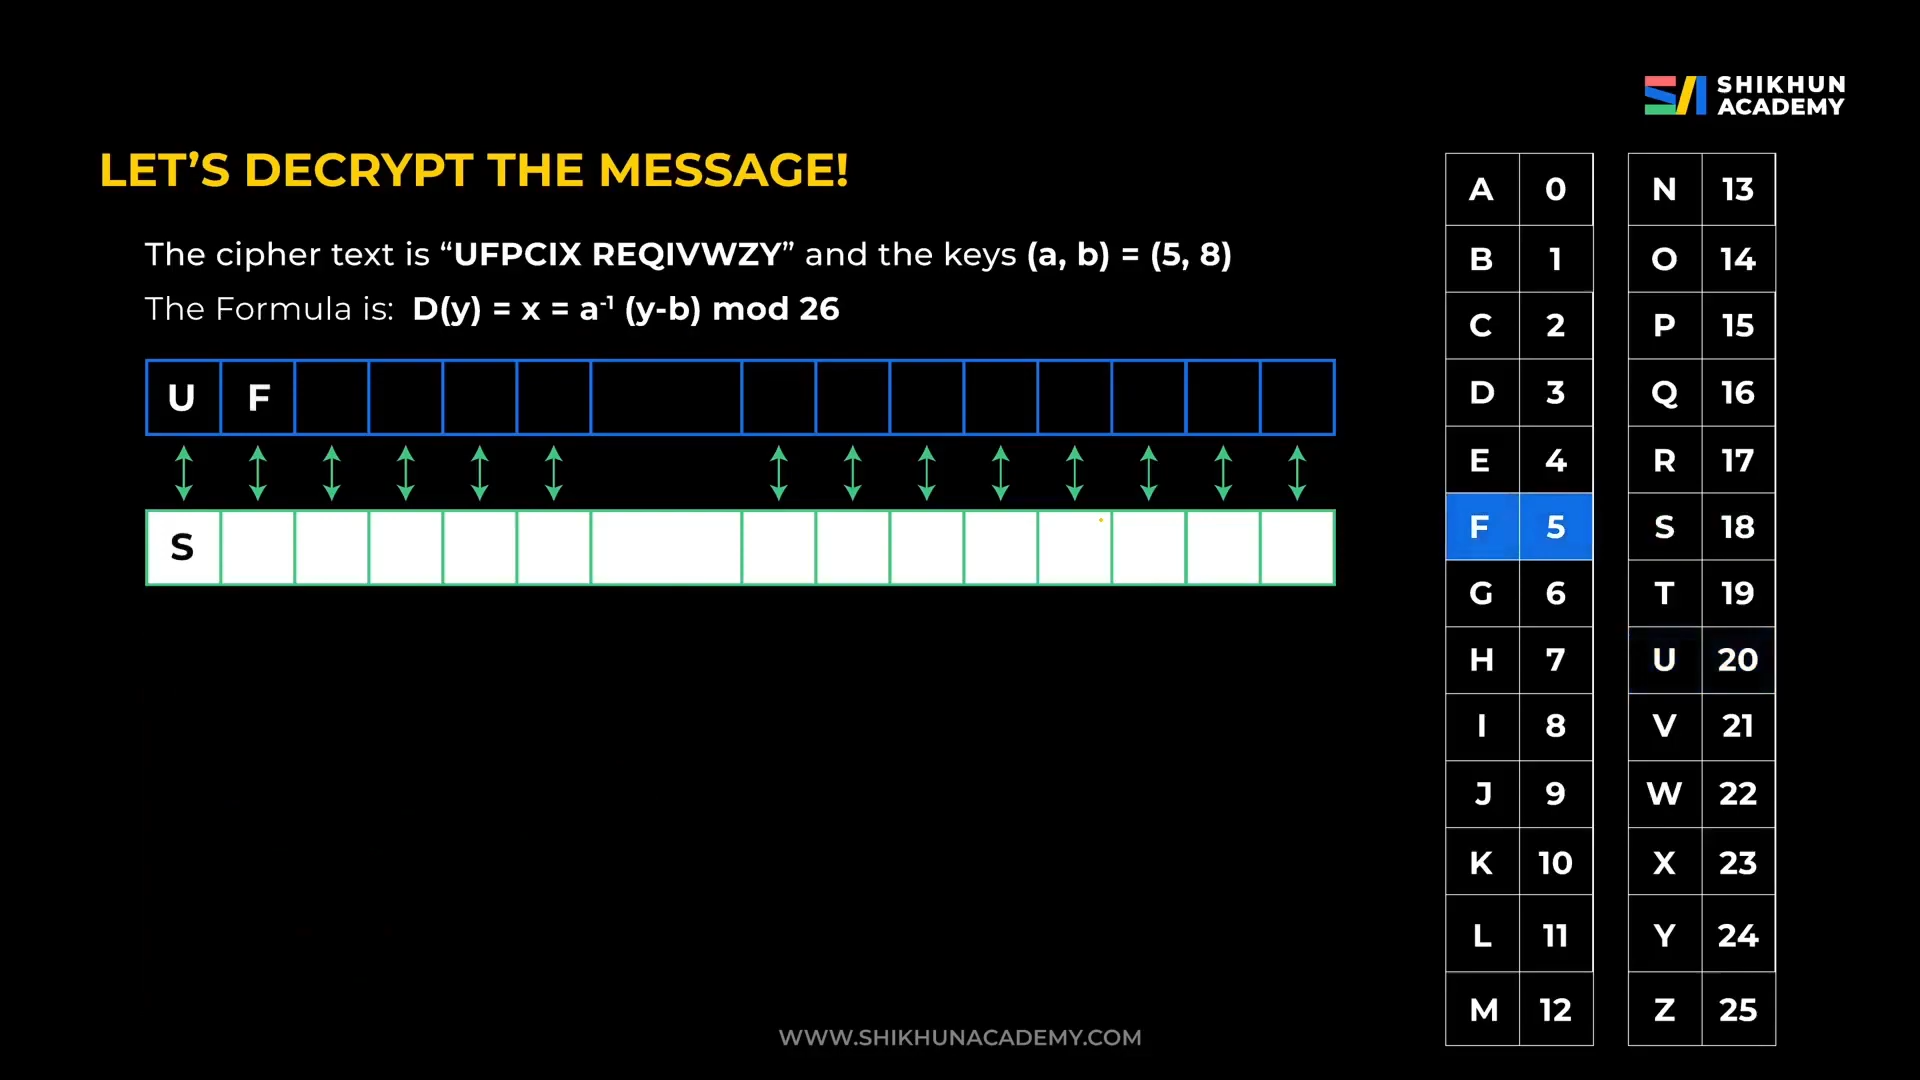 SHIKHUN
ACADEMY
LET’S DECRYPT THE MESSAGE!
The cipher text is “UFPCIX REQIVWZY” and the keys (a, b) = (5, 8)
The Formula is: D(y) = x = a⁻¹ (y-b) mod 26
U F
S
A 0 N 13
B 1 O 14
C 2 P 15
D 3 Q 16
E 4 R 17
F 5 S 18
G 6 T 19
H 7 U 20
I 8 V 21
J 9 W 22
K 10 X 23
L 11 Y 24
M 12 Z 25
WWW.SHIKHUNACADEMY.COM